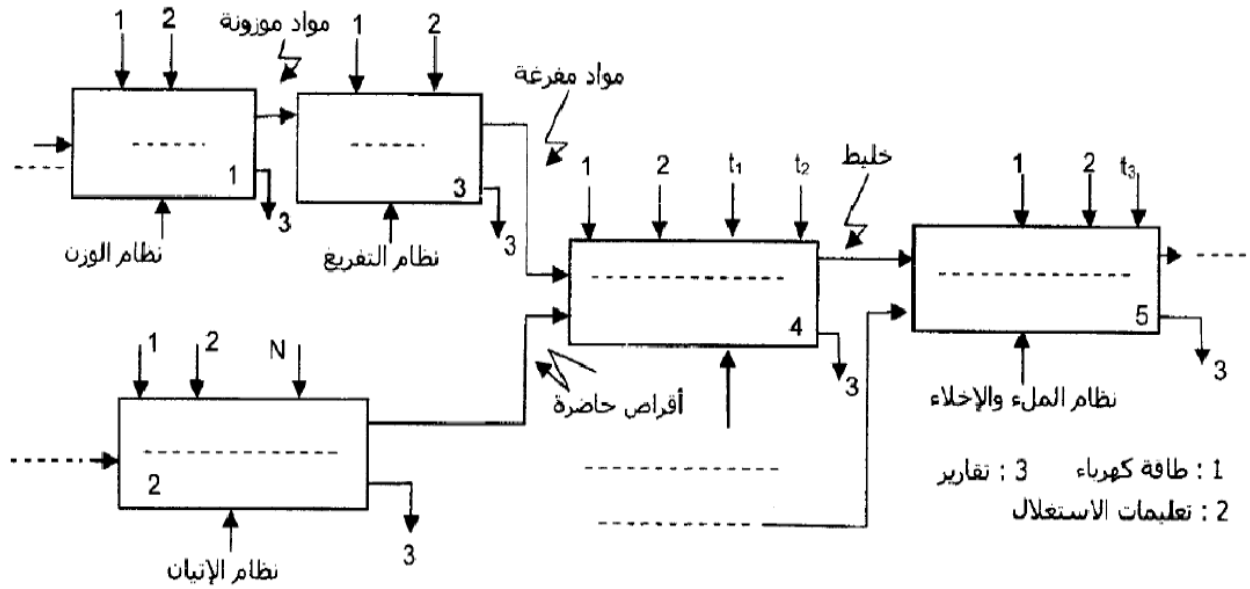 1 2 مواد موزونة 1 2
مواد مفرغة
1 3
3 3
نظام الوزن نظام التفريغ
1 2 t₁ t₂ خليط 1 2 t₃
4 5
3 3
1 2 N
أقراص حاضرة
نظام الملء والإخلاء
2
3
نظام الإتيان
1 : طاقة كهرباء 3 : تقارير
2 : تعليمات الاستغلال